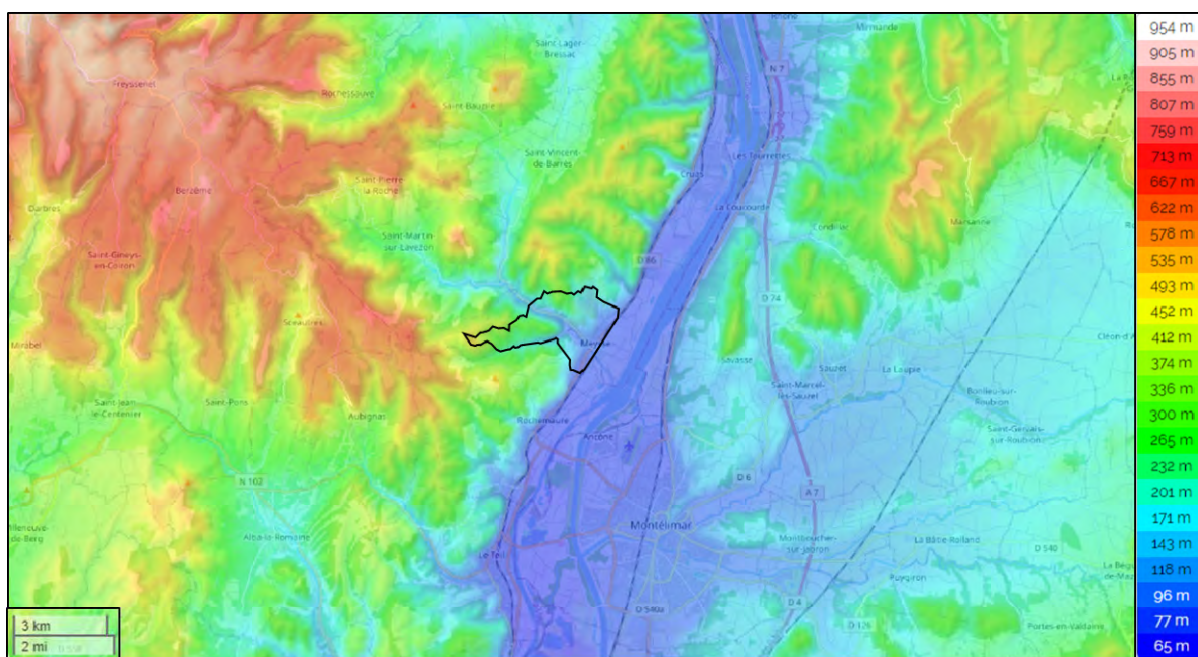 954 m
905 m
855 m
807 m
759 m
713 m
667 m
622 m
578 m
535 m
493 m
452 m
412 m
374 m
336 m
300 m
265 m
232 m
201 m
171 m
143 m
118 m
96 m
77 m
65 m
Mirmande
Saint Lager-
Bressac
N 7
Freyssenet
Rochessauve
Saint-Bauzile
Saint-Vincent
de-Barrès
Les Tourrettes
Cruas
Saint-Pierre
la Roche
Berzème
La Coucourde
Darbres
Marsanne
Condillac
Saint-Martin
sur Lavezon
Saint-Gineys
en-Coiron
D 86
D 74
Sceautres
Mirabel
Savasse
Sauzet
La Laupie
Saint-Marcel-
lès-Sauzet
Bonlieu-sur-
Roubion
Saint-Jean
le-Centenier
Saint-Pons
Aubignas
Rochemaure
Ancône
Saint-Gervais
sur-Roubion
N 102
D 6
A 7
Villeneuve-
de-Berg
Alba-la-Romaine
Montélimar
Montboucher-
sur-Jabron
La Bâtie-Rolland
D 540
Le Teil
Puygiron
D 540a
D 4
D 126
Portes-en-Valdaine
3 km
2 mi